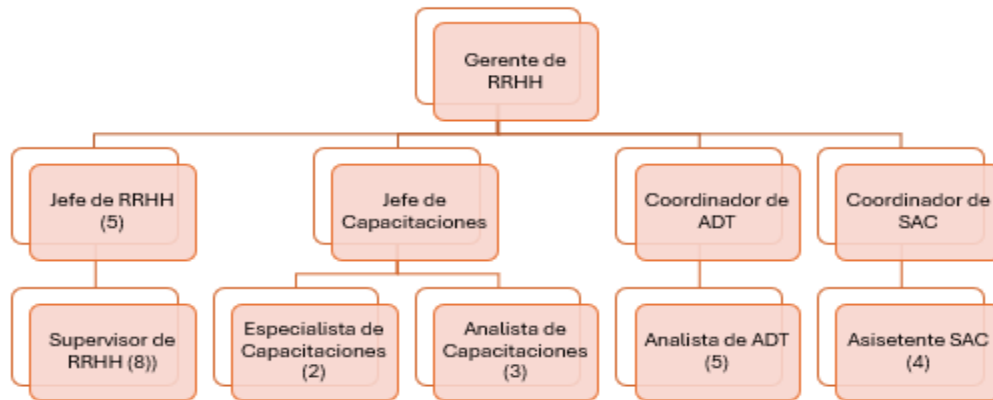 Gerente de
RRHH
Jefe de RRHH
(5)
Jefe de
Capacitaciones
Coordinador de
ADT
Coordinador de
SAC
Supervisor de
RRHH (8))
Especialista de
Capacitaciones
(2)
Analista de
Capacitaciones
(3)
Analista de ADT
(5)
Asisetente SAC
(4)